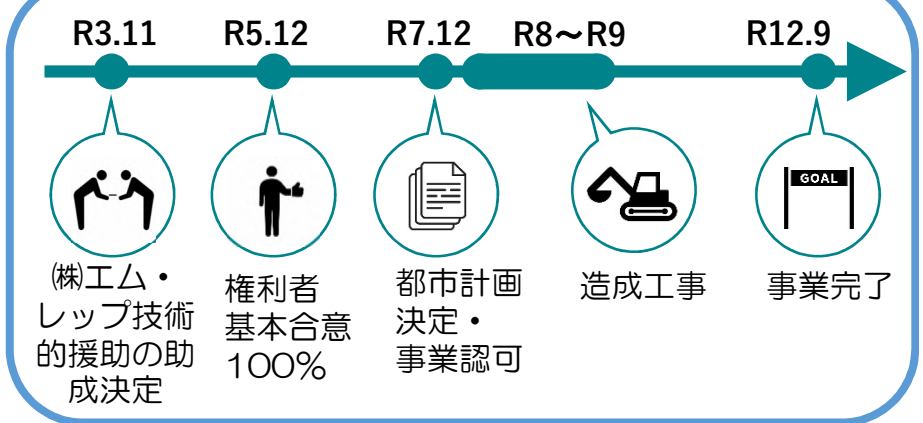 R3.11
R5.12
R7.12
R8～R9
R12.9
GOAL
㈱エム・
レップ技術
的援助の助
成決定
権利者
基本合意
100%
都市計画
決定・
事業認可
造成工事
事業完了